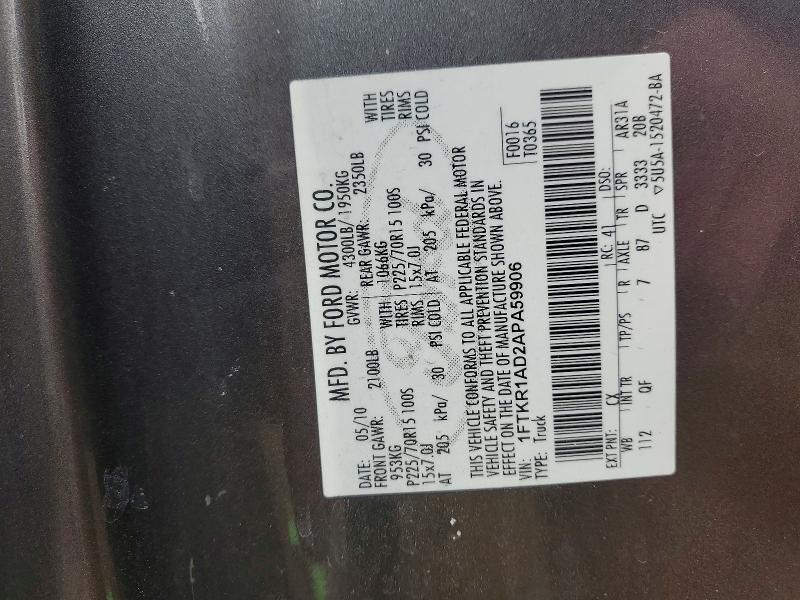 MFD. BY FORD MOTOR CO.
DATE: 05/10 GVWR: 4300LB/ 1950KG
FRONT GAWR: 2100LB REAR GAWR: 2350LB
953KG WITH 1066KG WITH
P225/70R15 100S TIRES P225/70R15 100S TIRES
15x7.0J RIMS 15x7.0J RIMS
AT 205 kPa/ 30 PSI COLD AT 205 kPa/ 30 PSI COLD
THIS VEHICLE CONFORMS TO ALL APPLICABLE FEDERAL MOTOR
VEHICLE SAFETY AND THEFT PREVENTION STANDARDS IN
EFFECT ON THE DATE OF MANUFACTURE SHOWN ABOVE.
VIN: 1FTKR1AD2APA59906 F0016
TYPE: Truck T0365
EXT PNT: CX RC: 41 DSO:
WB INT TR TP/PS R AXLE TR SPR AR31A
112 QF 7 87 D 3333 20B
UTC ▽5U5A-1520472-BA